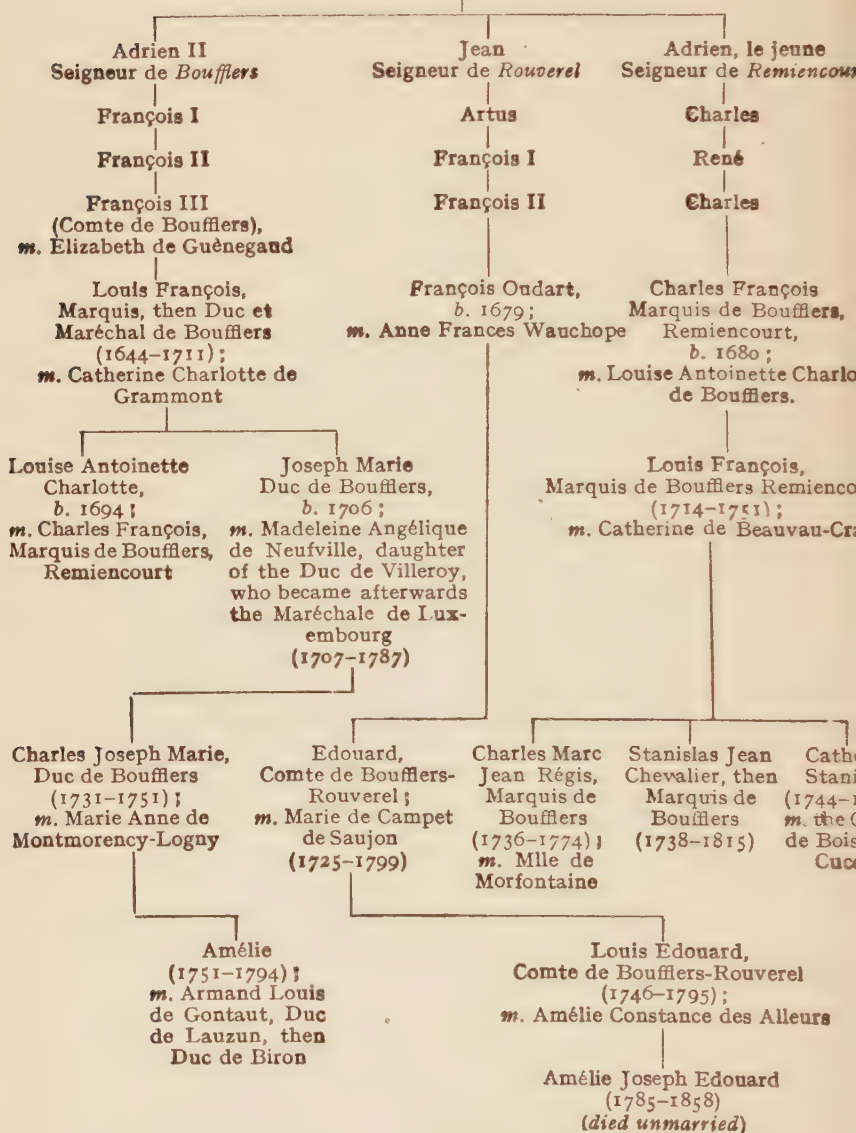 Adrien II
Seigneur de Boufflers
Jean
Seigneur de Rouverel
Adrien, le jeune
Seigneur de Remiencour
François I
Artus
Charles
François II
François I
René
François III
(Comte de Boufflers),
m. Elizabeth de Guènegaud
François II
Charles
Louis François,
Marquis, then Duc et
Maréchal de Boufflers
(1644–1711);
m. Catherine Charlotte de
Grammont
François Oudart,
b. 1679;
m. Anne Frances Wauchope
Charles François
Marquis de Boufflers,
Remiencourt,
b. 1680;
m. Louise Antoinette Charlo
de Boufflers.
Louise Antoinette
Charlotte,
b. 1694;
m. Charles François,
Marquis de Boufflers,
Remiencourt
Joseph Marie
Duc de Boufflers,
b. 1706;
m. Madeleine Angélique
de Neufville, daughter
of the Duc de Villeroy,
who became afterwards
the Maréchale de Lux-
embourg
(1707–1787)
Louis François,
Marquis de Boufflers Remienco
(1714–1751);
m. Catherine de Beauvau-Cra
Charles Joseph Marie,
Duc de Boufflers
(1731–1751);
m. Marie Anne de
Montmorency-Logny
Edouard,
Comte de Boufflers-
Rouverel;
m. Marie de Campet
de Saujon
(1725–1799)
Charles Marc
Jean Régis,
Marquis de
Boufflers
(1736–1774);
m. Mlle de
Morfontaine
Stanislas Jean
Chevalier, then
Marquis de
Boufflers
(1738–1815)
Cathe
Stani
(1744–1
m. the C
de Bois
Cuce
Amélie
(1751–1794);
m. Armand Louis
de Gontaut, Duc
de Lauzun, then
Duc de Biron
Louis Edouard,
Comte de Boufflers-Rouverel
(1746–1795);
m. Amélie Constance des Alleurs
Amélie Joseph Edouard
(1785–1858)
(died unmarried)